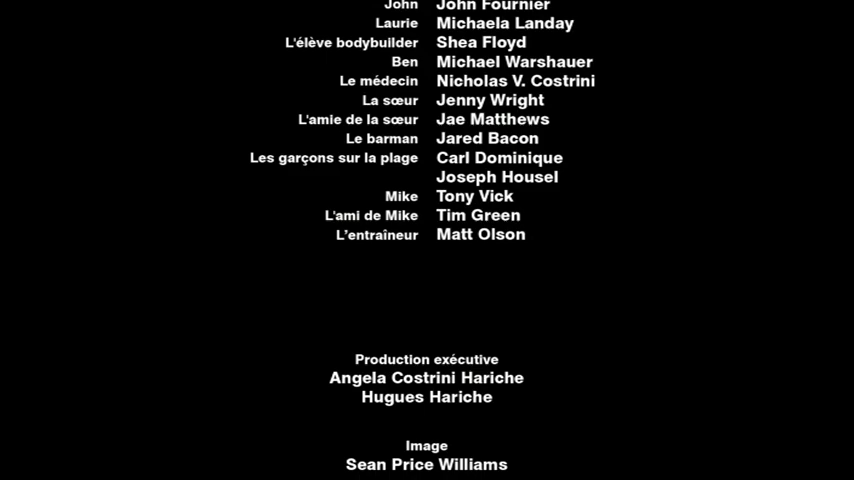 John John Fournier
Laurie Michaela Landay
L'élève bodybuilder Shea Floyd
Ben Michael Warshauer
Le médecin Nicholas V. Costrini
La sœur Jenny Wright
L'amie de la sœur Jae Matthews
Le barman Jared Bacon
Les garçons sur la plage Carl Dominique
Joseph Housel
Mike Tony Vick
L'ami de Mike Tim Green
L’entraîneur Matt Olson
Production exécutive
Angela Costrini Hariche
Hugues Hariche
Image
Sean Price Williams